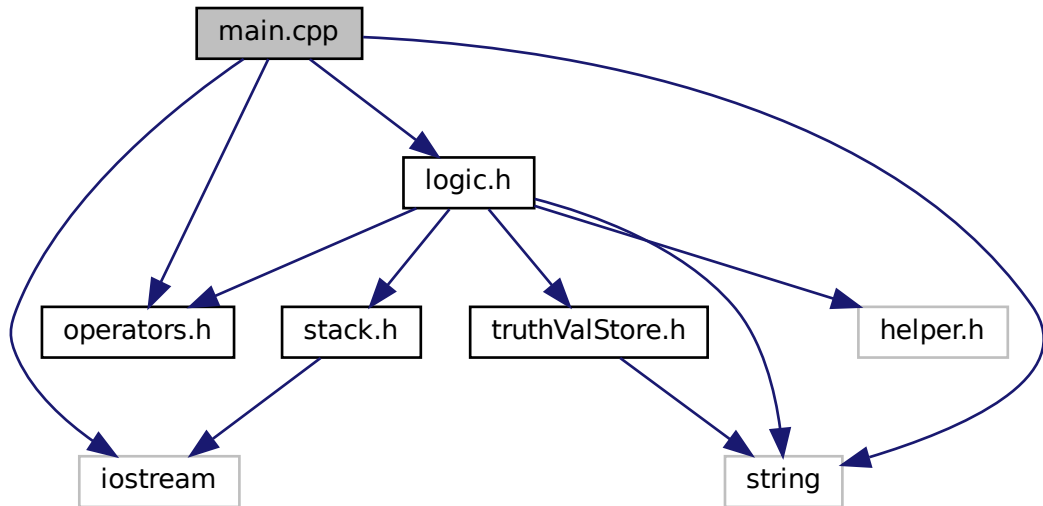 main.cpp
logic.h
operators.h
stack.h
truthValStore.h
helper.h
iostream
string